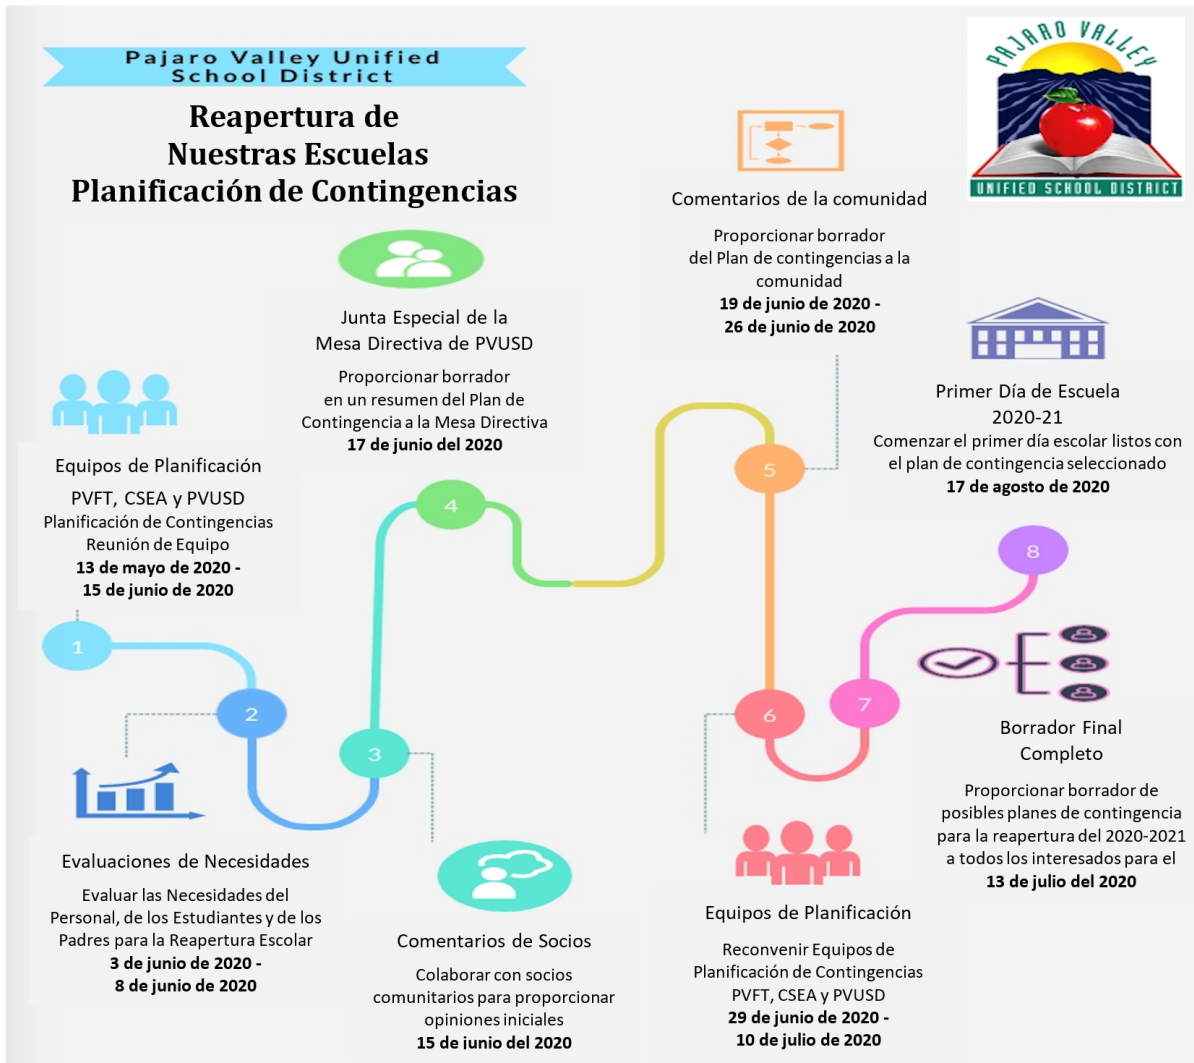 Pajaro Valley Unified
School District
Reapertura de
Nuestras Escuelas
Planificación de Contingencias
PAJARO VALLEY
UNIFIED SCHOOL DISTRICT
Equipos de Planificación
PVFT, CSEA y PVUSD
Planificación de Contingencias
Reunión de Equipo
13 de mayo de 2020 -
15 de junio de 2020
1
2
Evaluaciones de Necesidades
Evaluar las Necesidades del
Personal, de los Estudiantes y de los
Padres para la Reapertura Escolar
3 de junio de 2020 -
8 de junio de 2020
3
Comentarios de Socios
Colaborar con socios
comunitarios para proporcionar
opiniones iniciales
15 de junio del 2020
Junta Especial de la
Mesa Directiva de PVUSD
Proporcionar borrador
en un resumen del Plan de
Contingencia a la Mesa Directiva
17 de junio del 2020
4
Comentarios de la comunidad
Proporcionar borrador
del Plan de contingencias a la
comunidad
19 de junio de 2020 -
26 de junio de 2020
5
6
Equipos de Planificación
Reconvenir Equipos de
Planificación de Contingencias
PVFT, CSEA y PVUSD
29 de junio de 2020 -
10 de julio de 2020
7
Borrador Final
Completo
Proporcionar borrador de
posibles planes de contingencia
para la reapertura del 2020-2021
a todos los interesados para el
13 de julio del 2020
Primer Día de Escuela
2020-21
Comenzar el primer día escolar listos con
el plan de contingencia seleccionado
17 de agosto de 2020
8